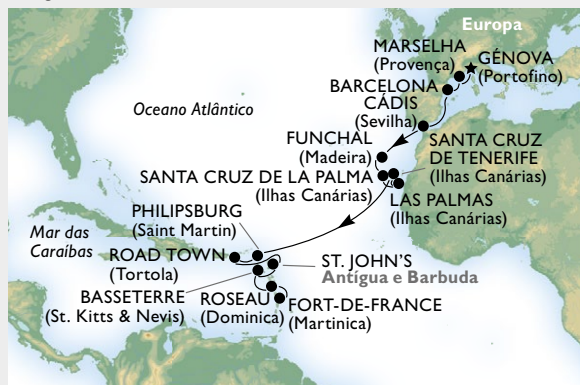 Europa
MARSELHA
(Provença)
GÉNOVA
(Portofino)
BARCELONA
CÁDIS
(Sevilha)
Oceano Atlântico
FUNCHAL
(Madeira)
SANTA CRUZ
DE TENERIFE
(Ilhas Canárias)
SANTA CRUZ DE LA PALMA
(Ilhas Canárias)
LAS PALMAS
(Ilhas Canárias)
PHILIPSBURG
(Saint Martin)
Mar das
Caraíbas
ROAD TOWN
(Tortola)
ST. JOHN'S
Antígua e Barbuda
BASSETERRE
(St. Kitts & Nevis)
ROSEAU
(Dominica)
FORT-DE-FRANCE
(Martinica)